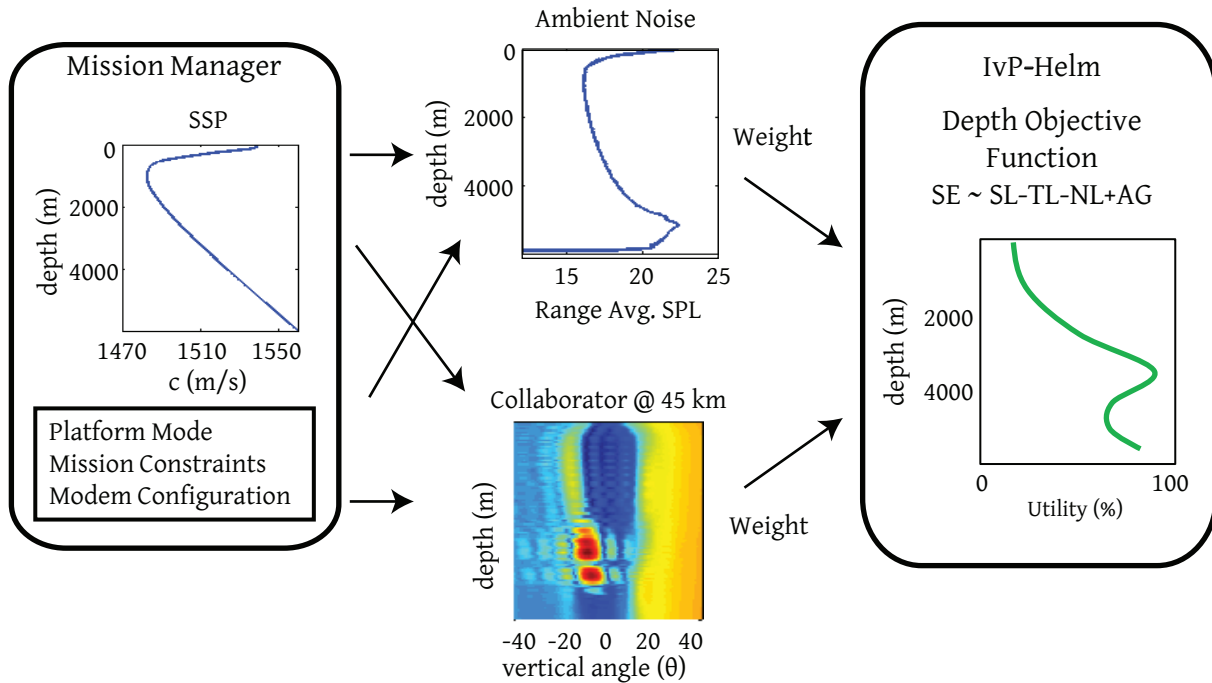 Mission Manager
SSP
0
2000
4000
depth (m)
1470
1510
1550
c (m/s)
Platform Mode
Mission Constraints
Modem Configuration
Ambient Noise
0
2000
4000
depth (m)
15
20
25
Range Avg. SPL
Collaborator @ 45 km
depth (m)
-40
-20
0
20
40
vertical angle (θ)
Weight
Weight
IvP-Helm
Depth Objective
Function
SE ~ SL-TL-NL+AG
2000
4000
depth (m)
0
100
Utility (%)